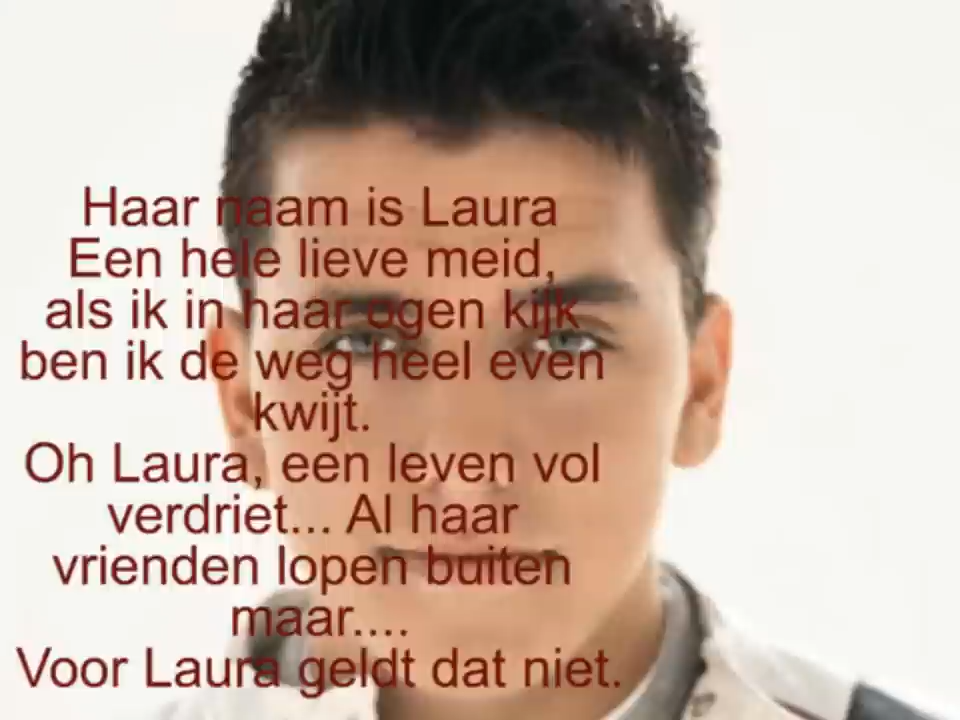 Haar naam is Laura
Een hele lieve meid,
als ik in haar ogen kijk
ben ik de weg heel even
kwijt.
Oh Laura, een leven vol
verdriet... Al haar
vrienden lopen buiten
maar....
Voor Laura geldt dat niet.